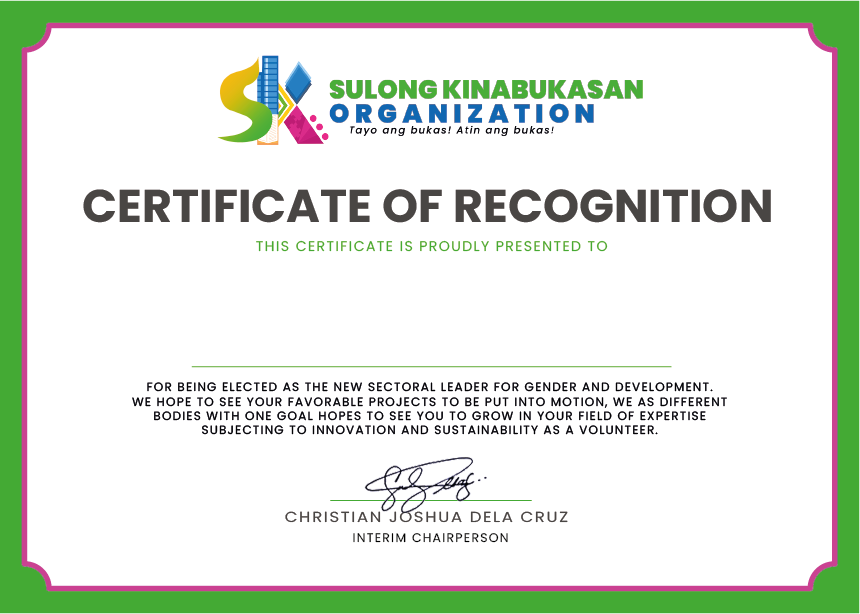 SULONG KINABUKASAN
ORGANIZATION
Tayo ang bukas! Atin ang bukas!
CERTIFICATE OF RECOGNITION
THIS CERTIFICATE IS PROUDLY PRESENTED TO
FOR BEING ELECTED AS THE NEW SECTORAL LEADER FOR GENDER AND DEVELOPMENT.
WE HOPE TO SEE YOUR FAVORABLE PROJECTS TO BE PUT INTO MOTION, WE AS DIFFERENT
BODIES WITH ONE GOAL HOPES TO SEE YOU TO GROW IN YOUR FIELD OF EXPERTISE
SUBJECTING TO INNOVATION AND SUSTAINABILITY AS A VOLUNTEER.
CHRISTIAN JOSHUA DELA CRUZ
INTERIM CHAIRPERSON